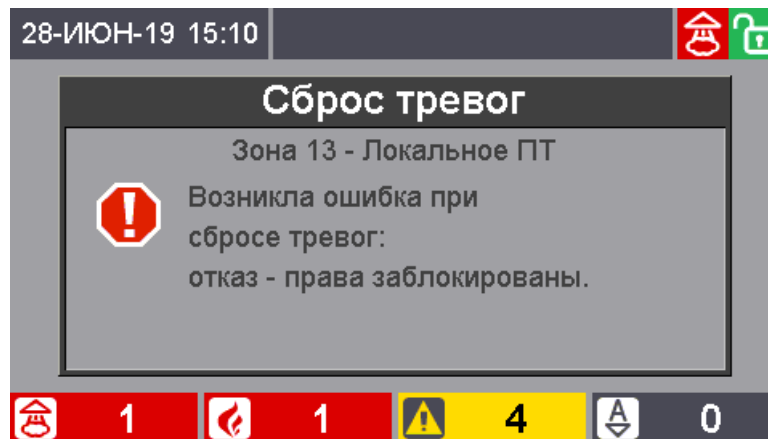 28-ИЮН-19 15:10
Сброс тревог
Зона 13 - Локальное ПТ
Возникла ошибка при
сбросе тревог:
отказ - права заблокированы.
1 1 4 A 0